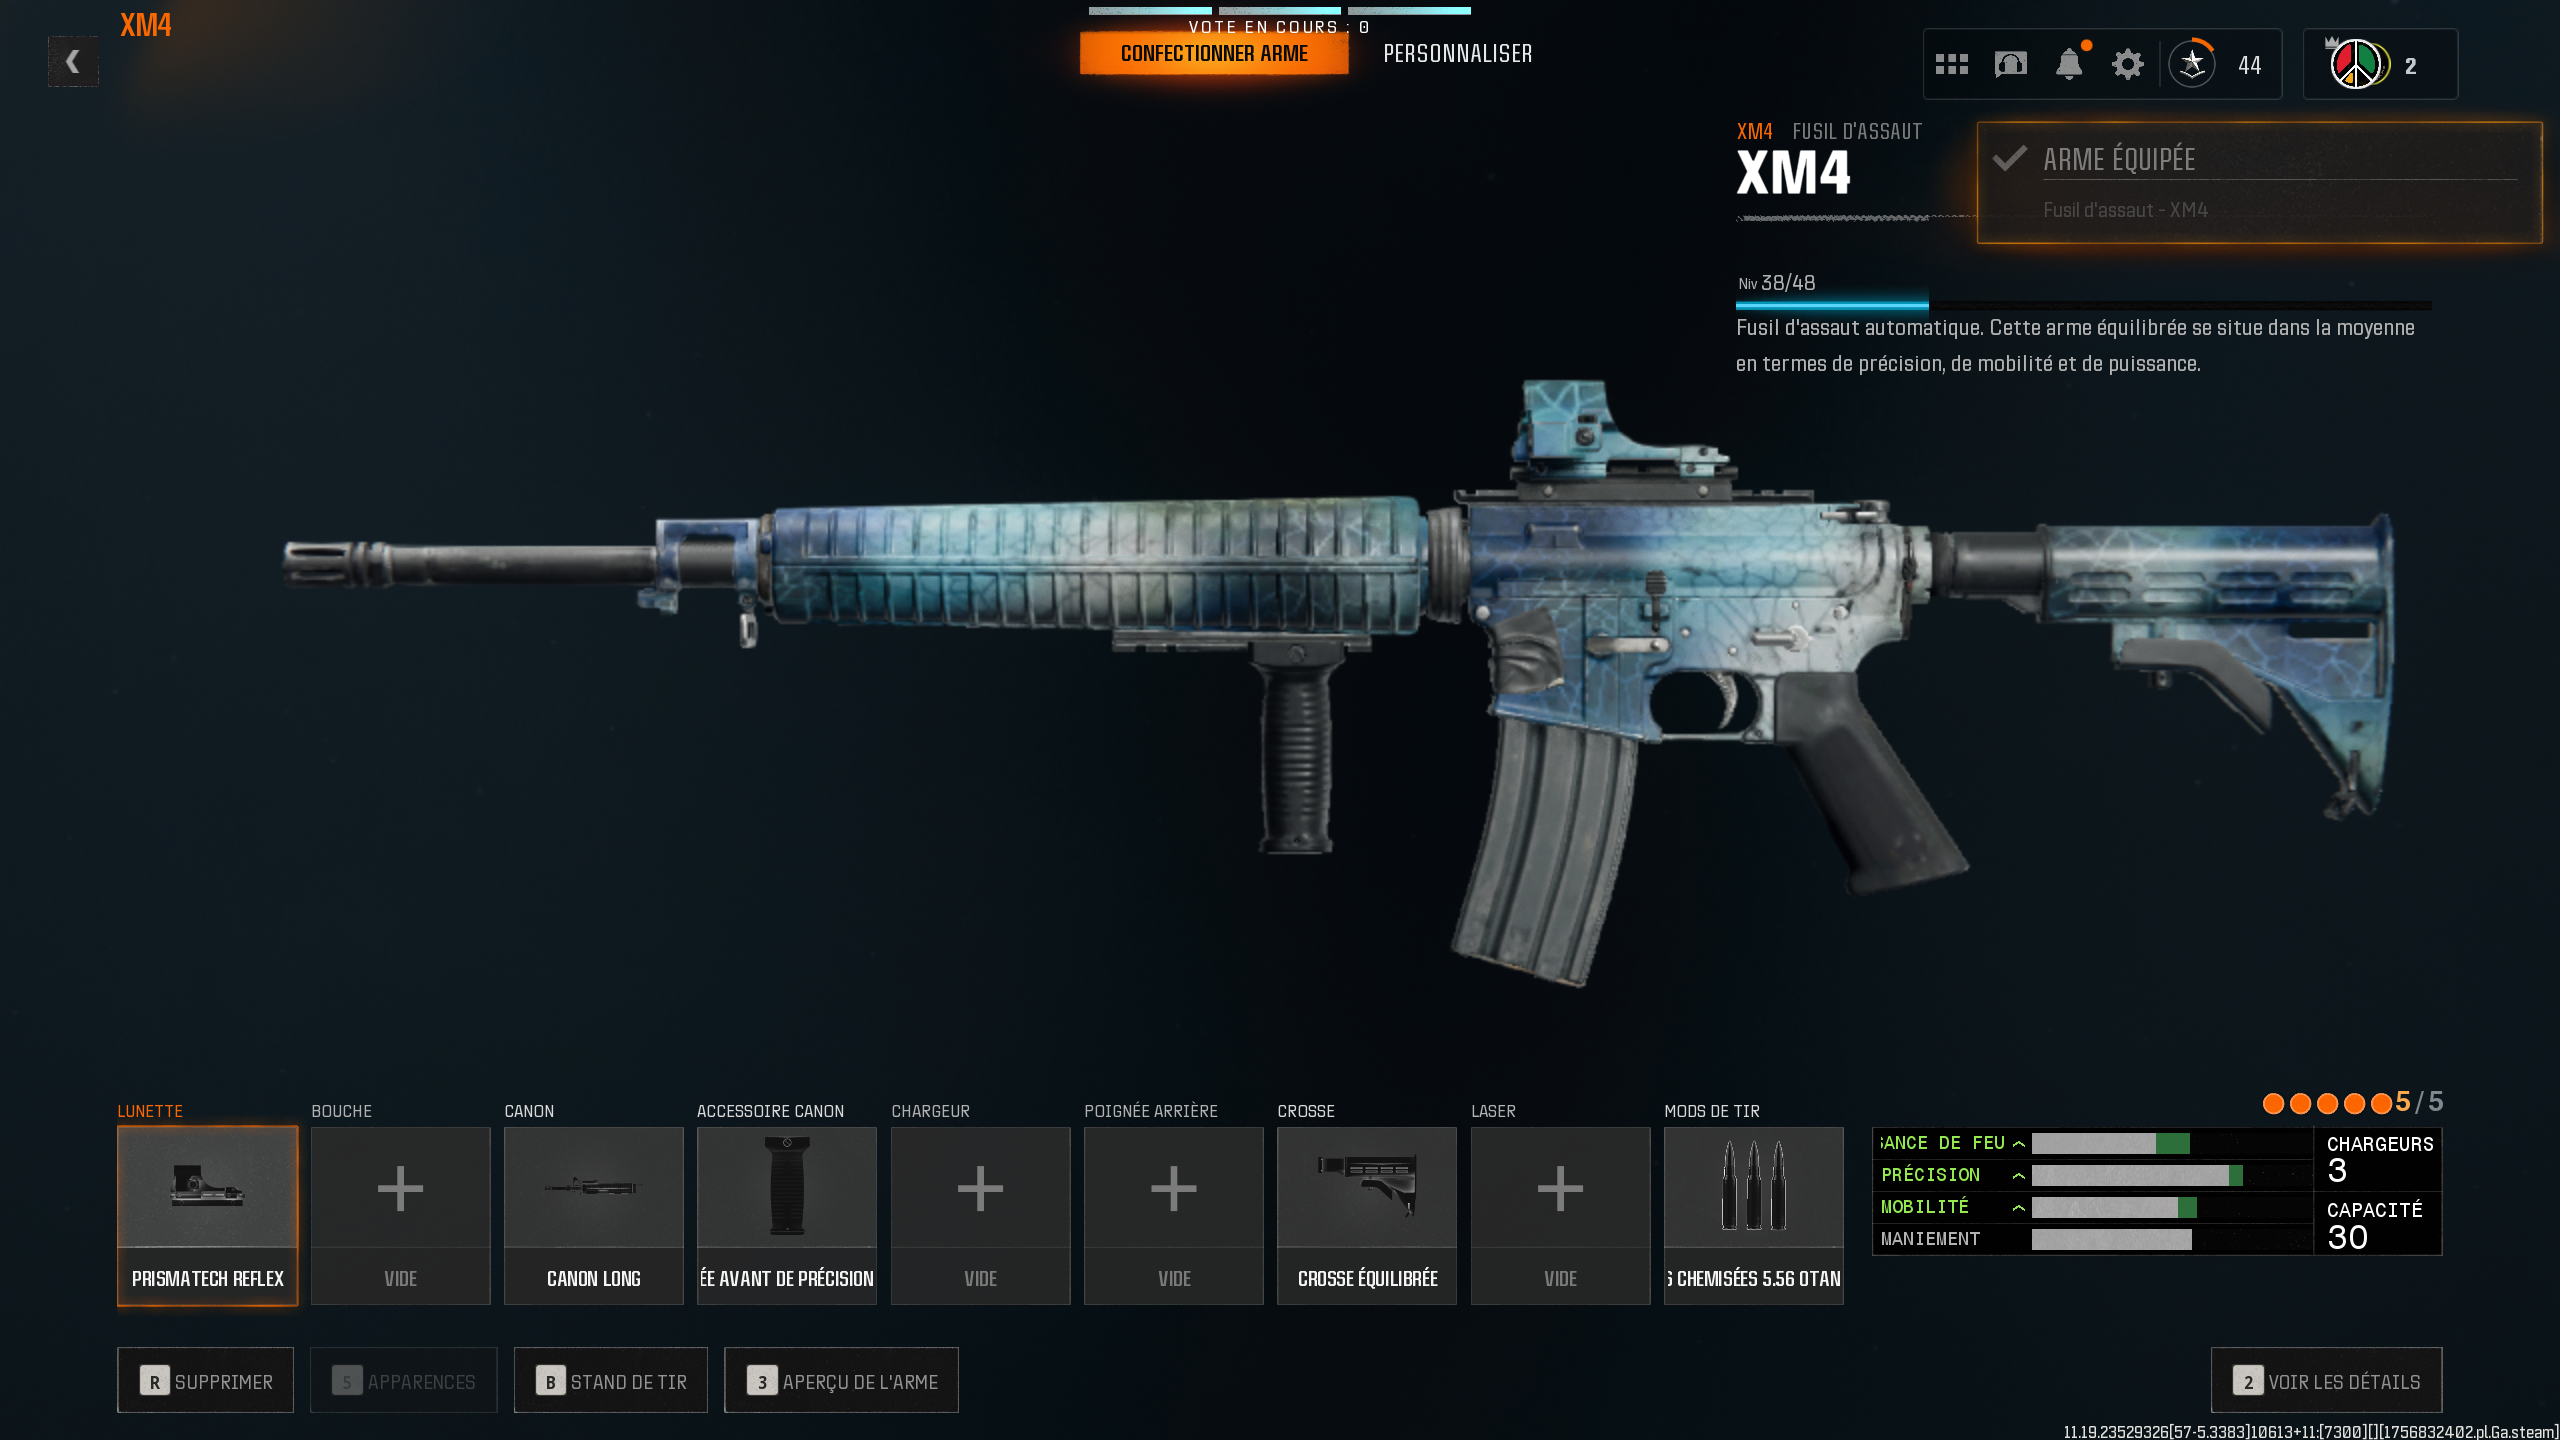 XM4
VOTE EN COURS : 0
CONFECTIONNER ARME
PERSONNALISER
44
2
XM4 FUSIL D'ASSAUT
XM4
ARME ÉQUIPÉE
Fusil d'assaut - XM4
Niv 38/48
Fusil d'assaut automatique. Cette arme équilibrée se situe dans la moyenne
en termes de précision, de mobilité et de puissance.
LUNETTE
PRISMATECH REFLEX
BOUCHE
VIDE
CANON
CANON LONG
ACCESSOIRE CANON
ÉE AVANT DE PRÉCISION
CHARGEUR
VIDE
POIGNÉE ARRIÈRE
VIDE
CROSSE
CROSSE ÉQUILIBRÉE
LASER
VIDE
MODS DE TIR
CHEMISÉES 5.56 OTAN
5/5
SANCE DE FEU
PRÉCISION
MOBILITÉ
MANIEMENT
CHARGEURS
3
CAPACITÉ
30
R SUPPRIMER
5 APPARENCES
B STAND DE TIR
3 APERÇU DE L'ARME
2 VOIR LES DÉTAILS
11.19.23529326[57-5.3383]10613+11:[7300][][1756832402.pl.Ga.steam]